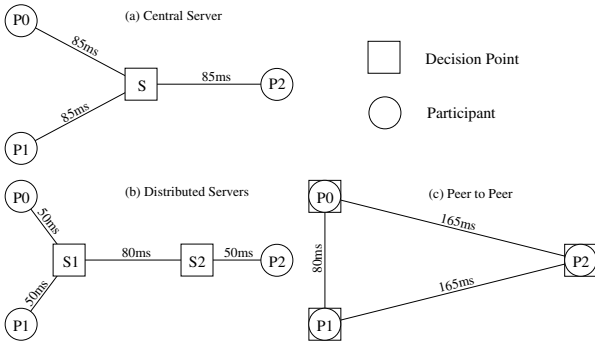 (a) Central Server
P0
85ms
S
85ms
P2
85ms
P1
Decision Point
Participant
(b) Distributed Servers
P0
50ms
S1
80ms
S2
50ms
P2
50ms
P1
(c) Peer to Peer
P0
165ms
80ms
P2
165ms
P1